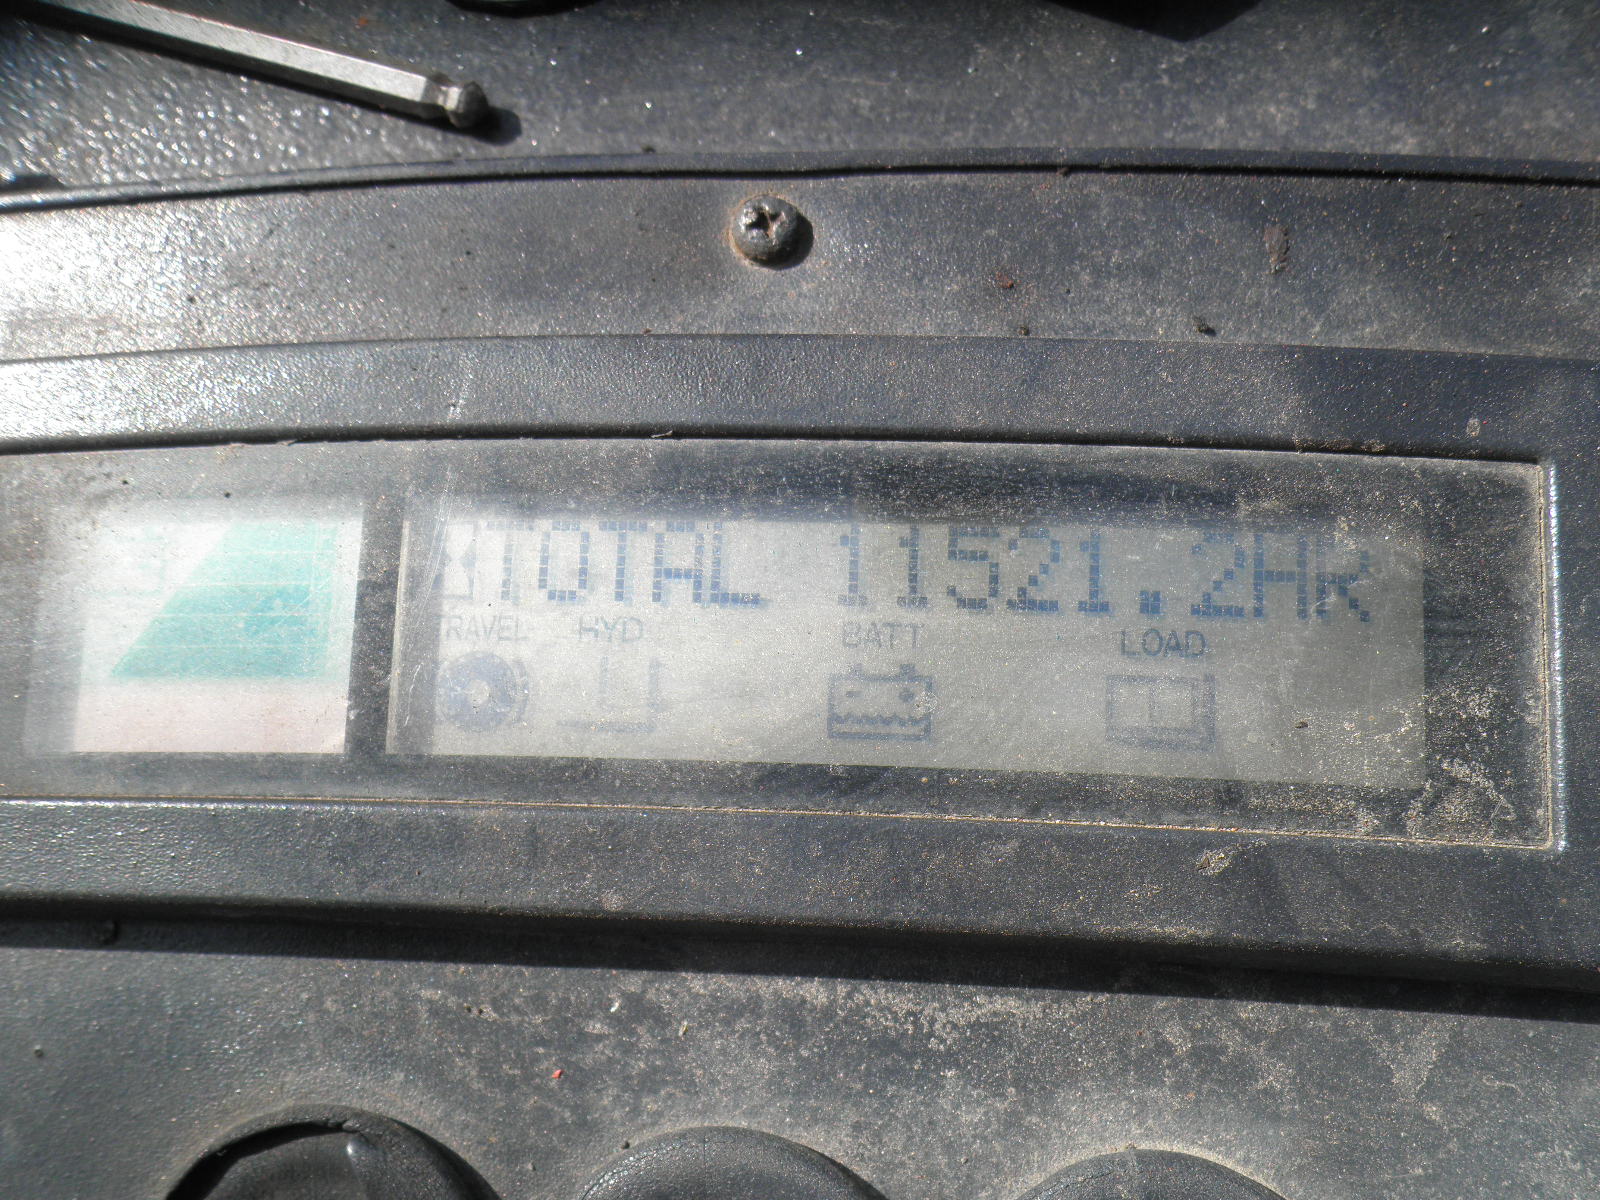 TOTAL 11521.2HR
TRAVEL HYD BATT LOAD